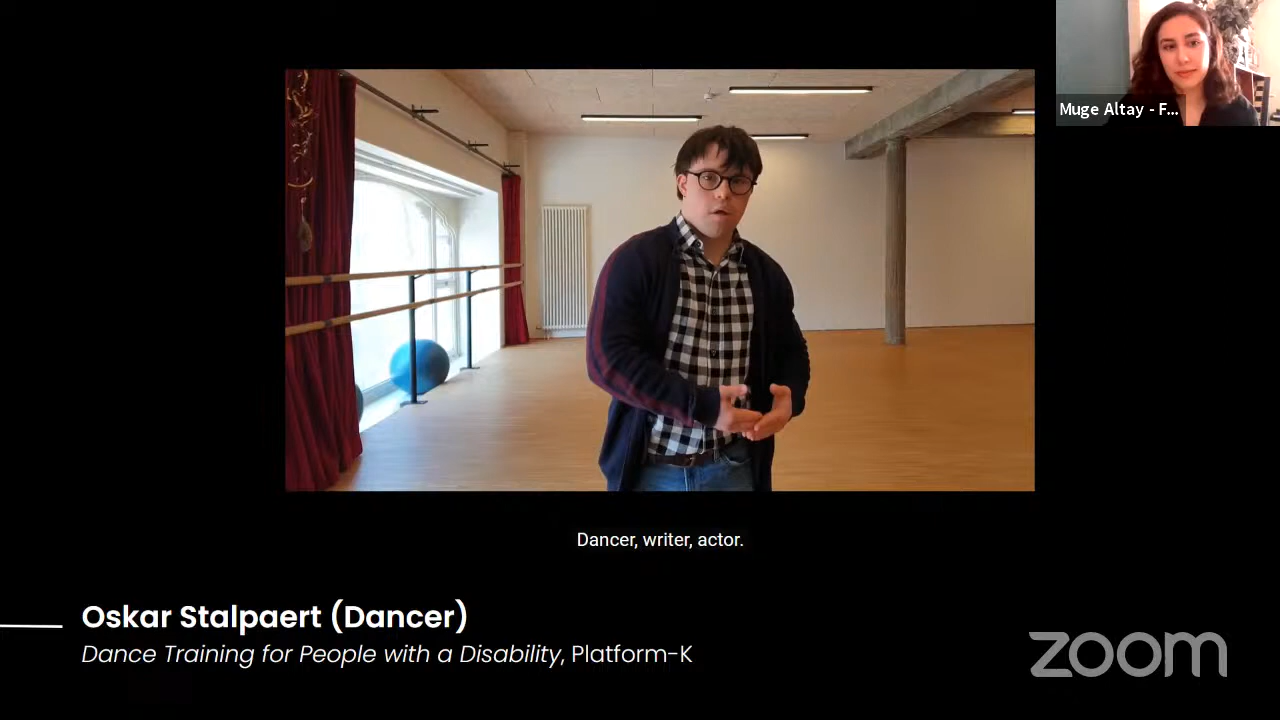 Muge Altay - F...
Dancer, writer, actor.
Oskar Stalpaert (Dancer)
Dance Training for People with a Disability, Platform-K
zoom